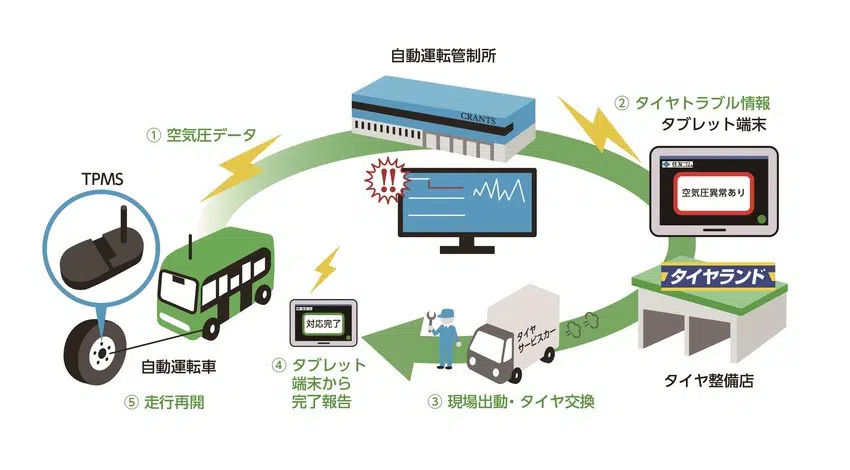 自動運転管制所
CRANTS
① 空気圧データ
② タイヤトラブル情報
タブレット端末
空気圧異常あり
TPMS
!!
タイヤランド
対応完了
タイヤ
サービスカー
自動運転車
④ タブレット
端末から
完了報告
タイヤ整備店
⑤ 走行再開
③ 現場出動・タイヤ交換